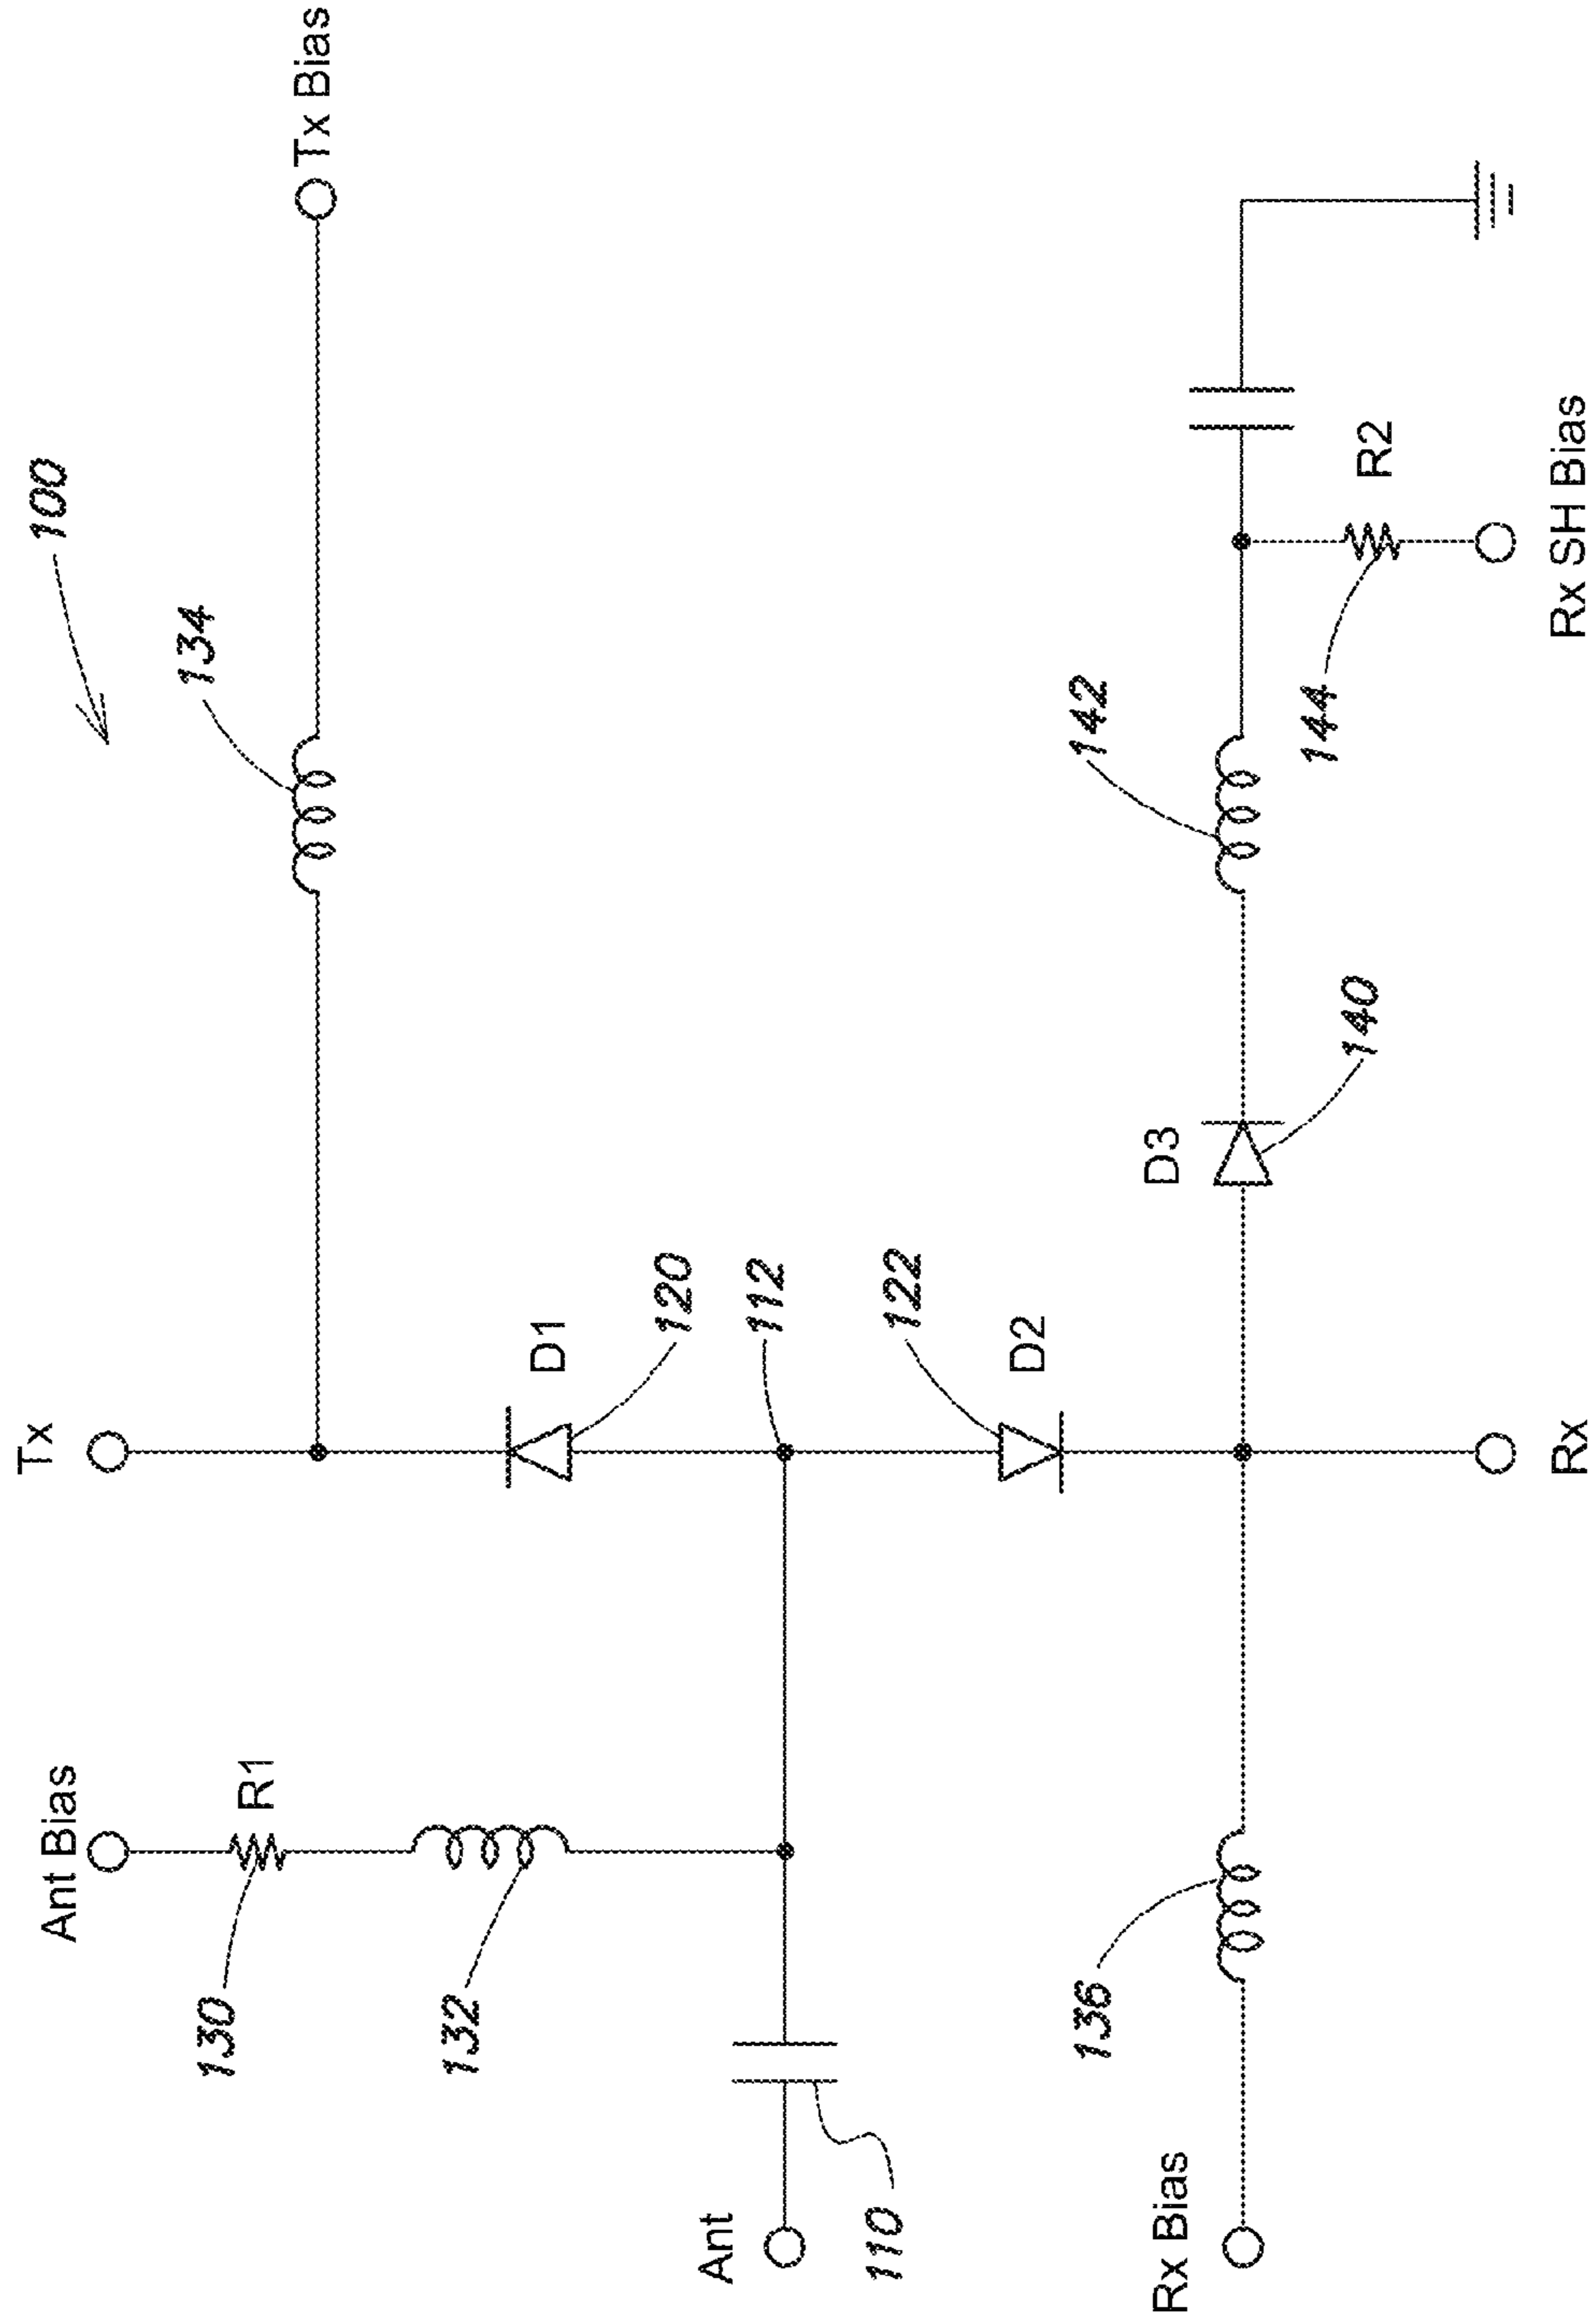 100
Tx
Ant Bias
Tx Bias
R1
134
130
132
D1
120
Ant
112
110
122
D2
142
D3
136
140
144
R2
Rx Bias
Rx
Rx SH Bias